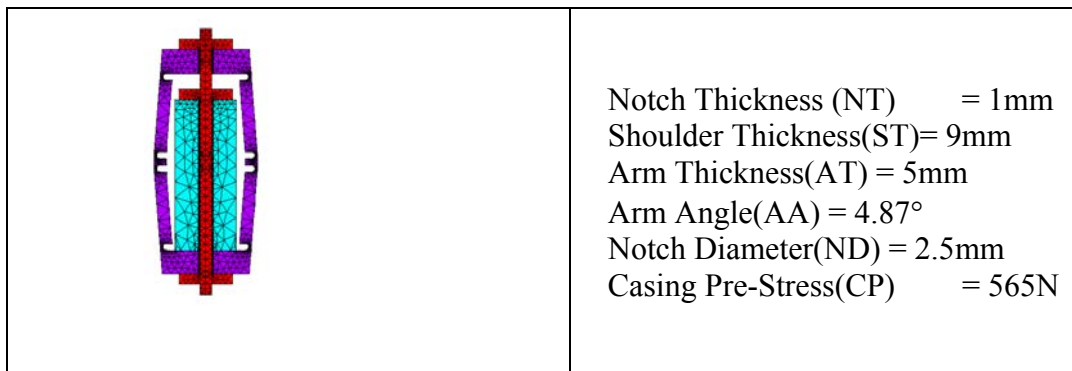 Notch Thickness (NT) = 1mm
Shoulder Thickness(ST)= 9mm
Arm Thickness(AT) = 5mm
Arm Angle(AA) = 4.87°
Notch Diameter(ND) = 2.5mm
Casing Pre-Stress(CP) = 565N